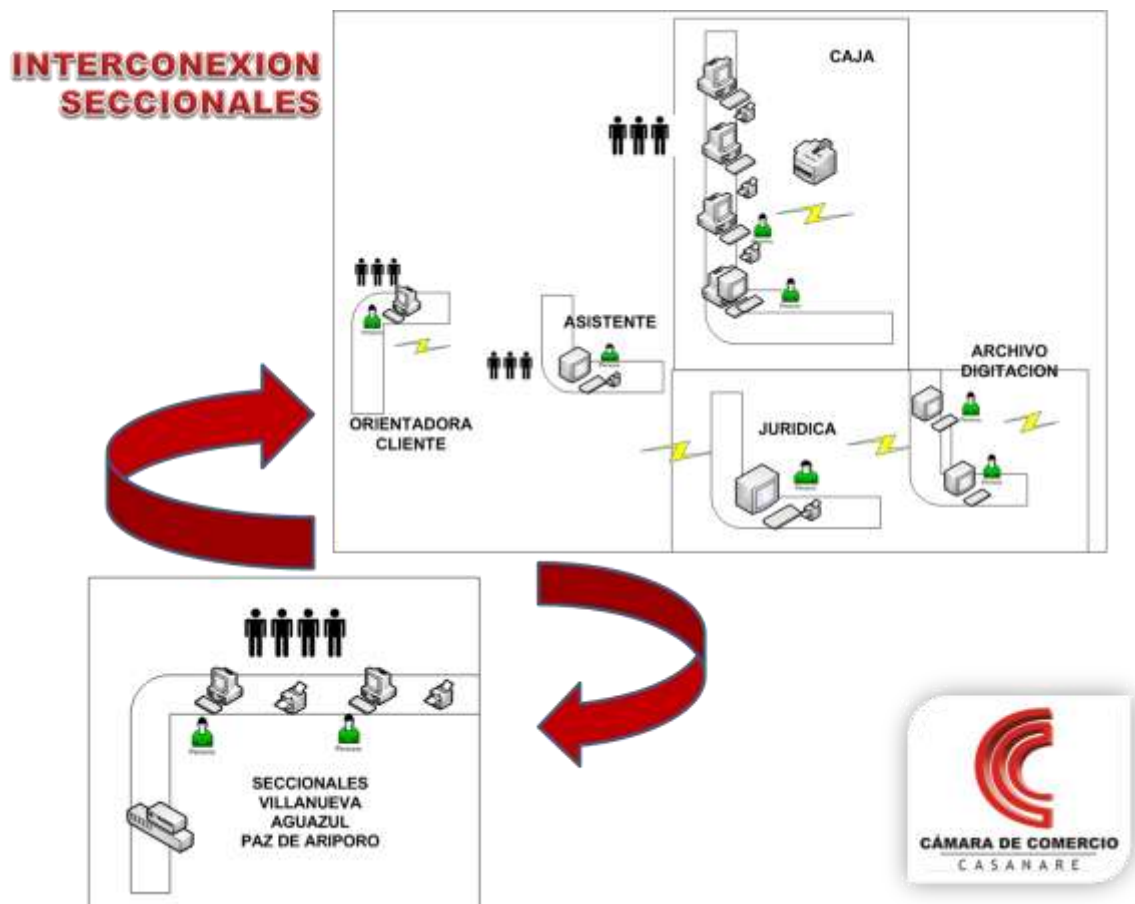 INTERCONEXION
SECCIONALES
CAJA
ASISTENTE
ORIENTADORA
CLIENTE
ARCHIVO
DIGITACION
JURIDICA
SECCIONALES
VILLANUEVA
AGUAZUL
PAZ DE ARIPORO
CÁMARA DE COMERCIO
CASANARE